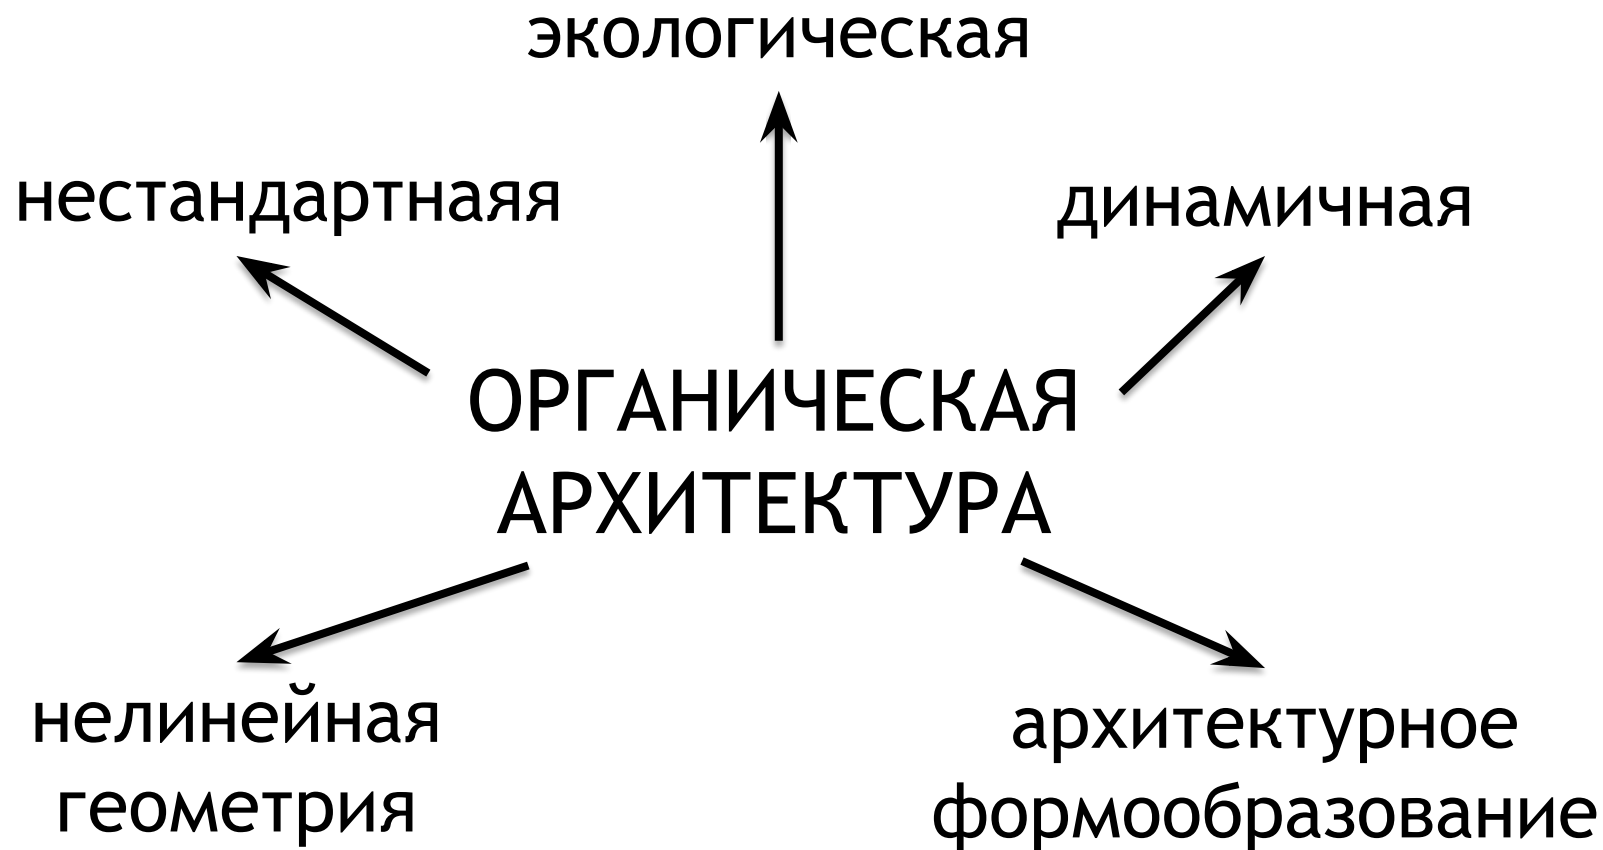 экологическая
нестандартнаяя
динамичная
ОРГАНИЧЕСКАЯ
АРХИТЕКТУРА
нелинейная
геометрия
архитектурное
формообразование